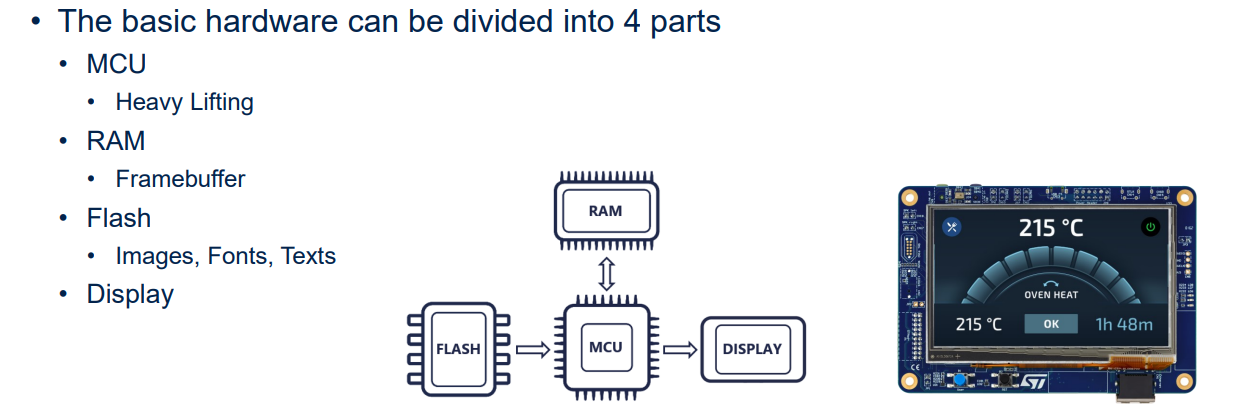 • The basic hardware can be divided into 4 parts
• MCU
• Heavy Lifting
• RAM
• Framebuffer
• Flash
• Images, Fonts, Texts
• Display
RAM
FLASH
MCU
DISPLAY
215 °C
OVEN HEAT
215 °C
OK
1h 48m
ST